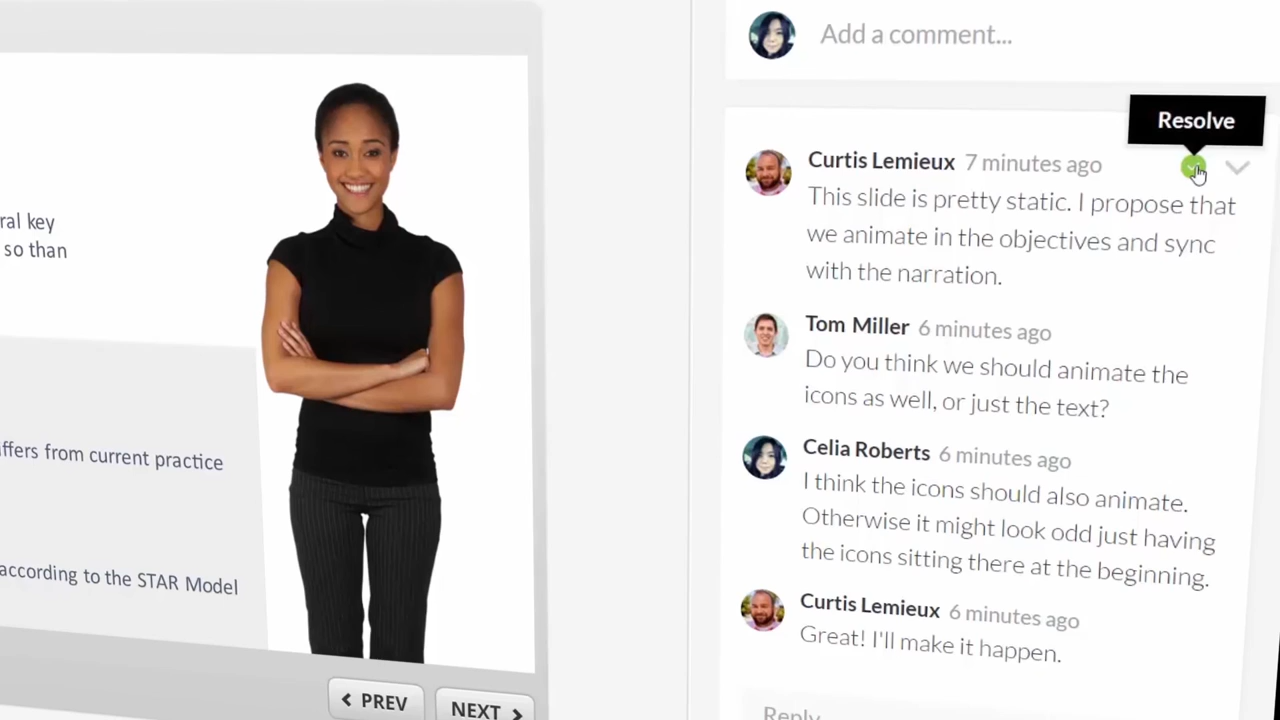 ral key
so than
iffers from current practice
according to the STAR Model
PREV
NEXT
Add a comment...
Resolve
Curtis Lemieux 7 minutes ago
This slide is pretty static. I propose that
we animate in the objectives and sync
with the narration.
Tom Miller 6 minutes ago
Do you think we should animate the
icons as well, or just the text?
Celia Roberts 6 minutes ago
I think the icons should also animate.
Otherwise it might look odd just having
the icons sitting there at the beginning.
Curtis Lemieux 6 minutes ago
Great! I'll make it happen.
Reply